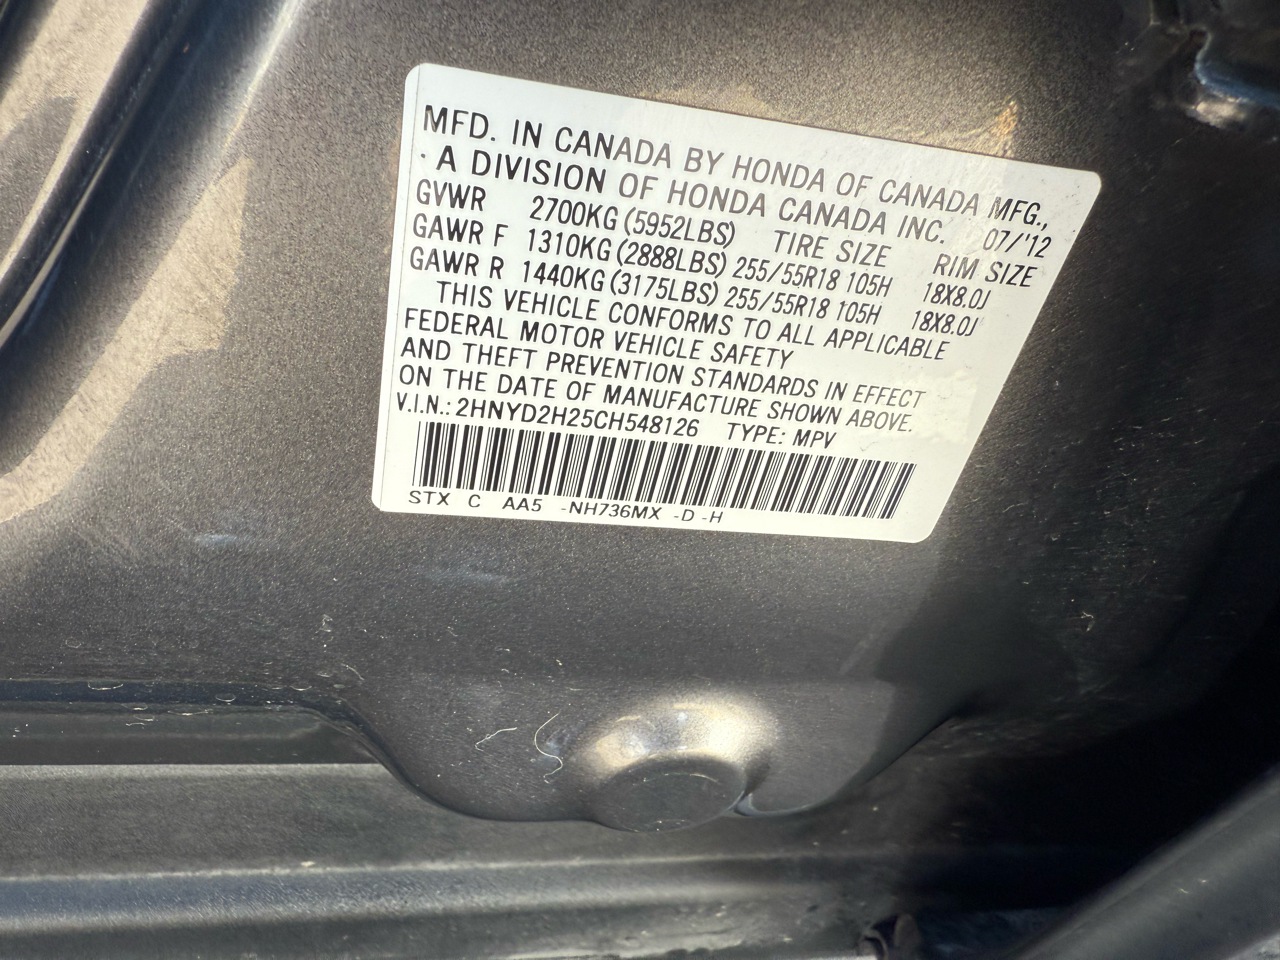 MFD. IN CANADA BY HONDA OF CANADA MFG.,
A DIVISION OF HONDA CANADA INC. 07/'12
GVWR 2700KG (5952LBS) TIRE SIZE RIM SIZE
GAWR F 1310KG (2888LBS) 255/55R18 105H 18X8.0J
GAWR R 1440KG (3175LBS) 255/55R18 105H 18X8.0J
THIS VEHICLE CONFORMS TO ALL APPLICABLE
FEDERAL MOTOR VEHICLE SAFETY
AND THEFT PREVENTION STANDARDS IN EFFECT
ON THE DATE OF MANUFACTURE SHOWN ABOVE.
V.I.N.: 2HNYD2H25CH548126 TYPE: MPV
STX C AA5 -NH736MX -D -H